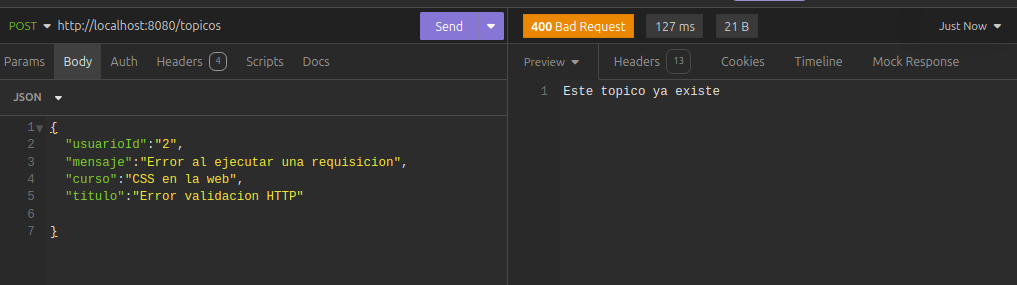 POST http://localhost:8080/topicos Send
400 Bad Request 127 ms 21 B Just Now
Params Body Auth Headers 4 Scripts Docs
Preview Headers 13 Cookies Timeline Mock Response
JSON
1 {
2 "usuarioId":"2",
3 "mensaje":"Error al ejecutar una requisicion",
4 "curso":"CSS en la web",
5 "titulo":"Error validacion HTTP"
6
7 }
1 Este topico ya existe